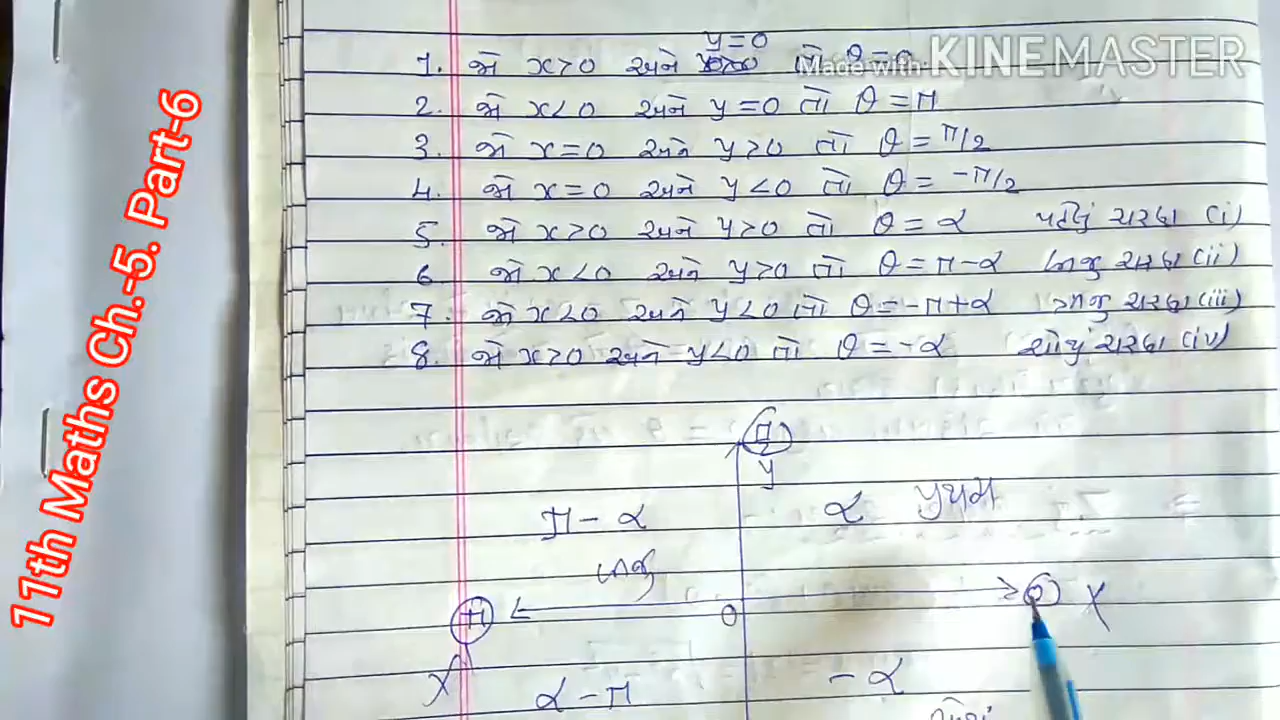 Made with KINEMASTER
11th Maths Ch.-5. Part-6
y=0
1. જો x>0 અને તો θ=0
2. જો x<0 અને y=0 તો θ=π
3. જો x=0 અને y>0 તો θ=π/2
4. જો x=0 અને y<0 તો θ=-π/2
5. જો x>0 અને y>0 તો θ=α પહેલું ચરણ (i)
6. જો x<0 અને y>0 તો θ=π-α બીજુ ચરણ (ii)
7. જો x<0 અને y<0 તો θ=-π+α ત્રીજુ ચરણ (iii)
8. જો x>0 અને y<0 તો θ=-α ચોથું ચરણ (iv)
π/2
y
π-α α પ્રથમ
બીજુ
π 0 0 X
X'
α-π -α